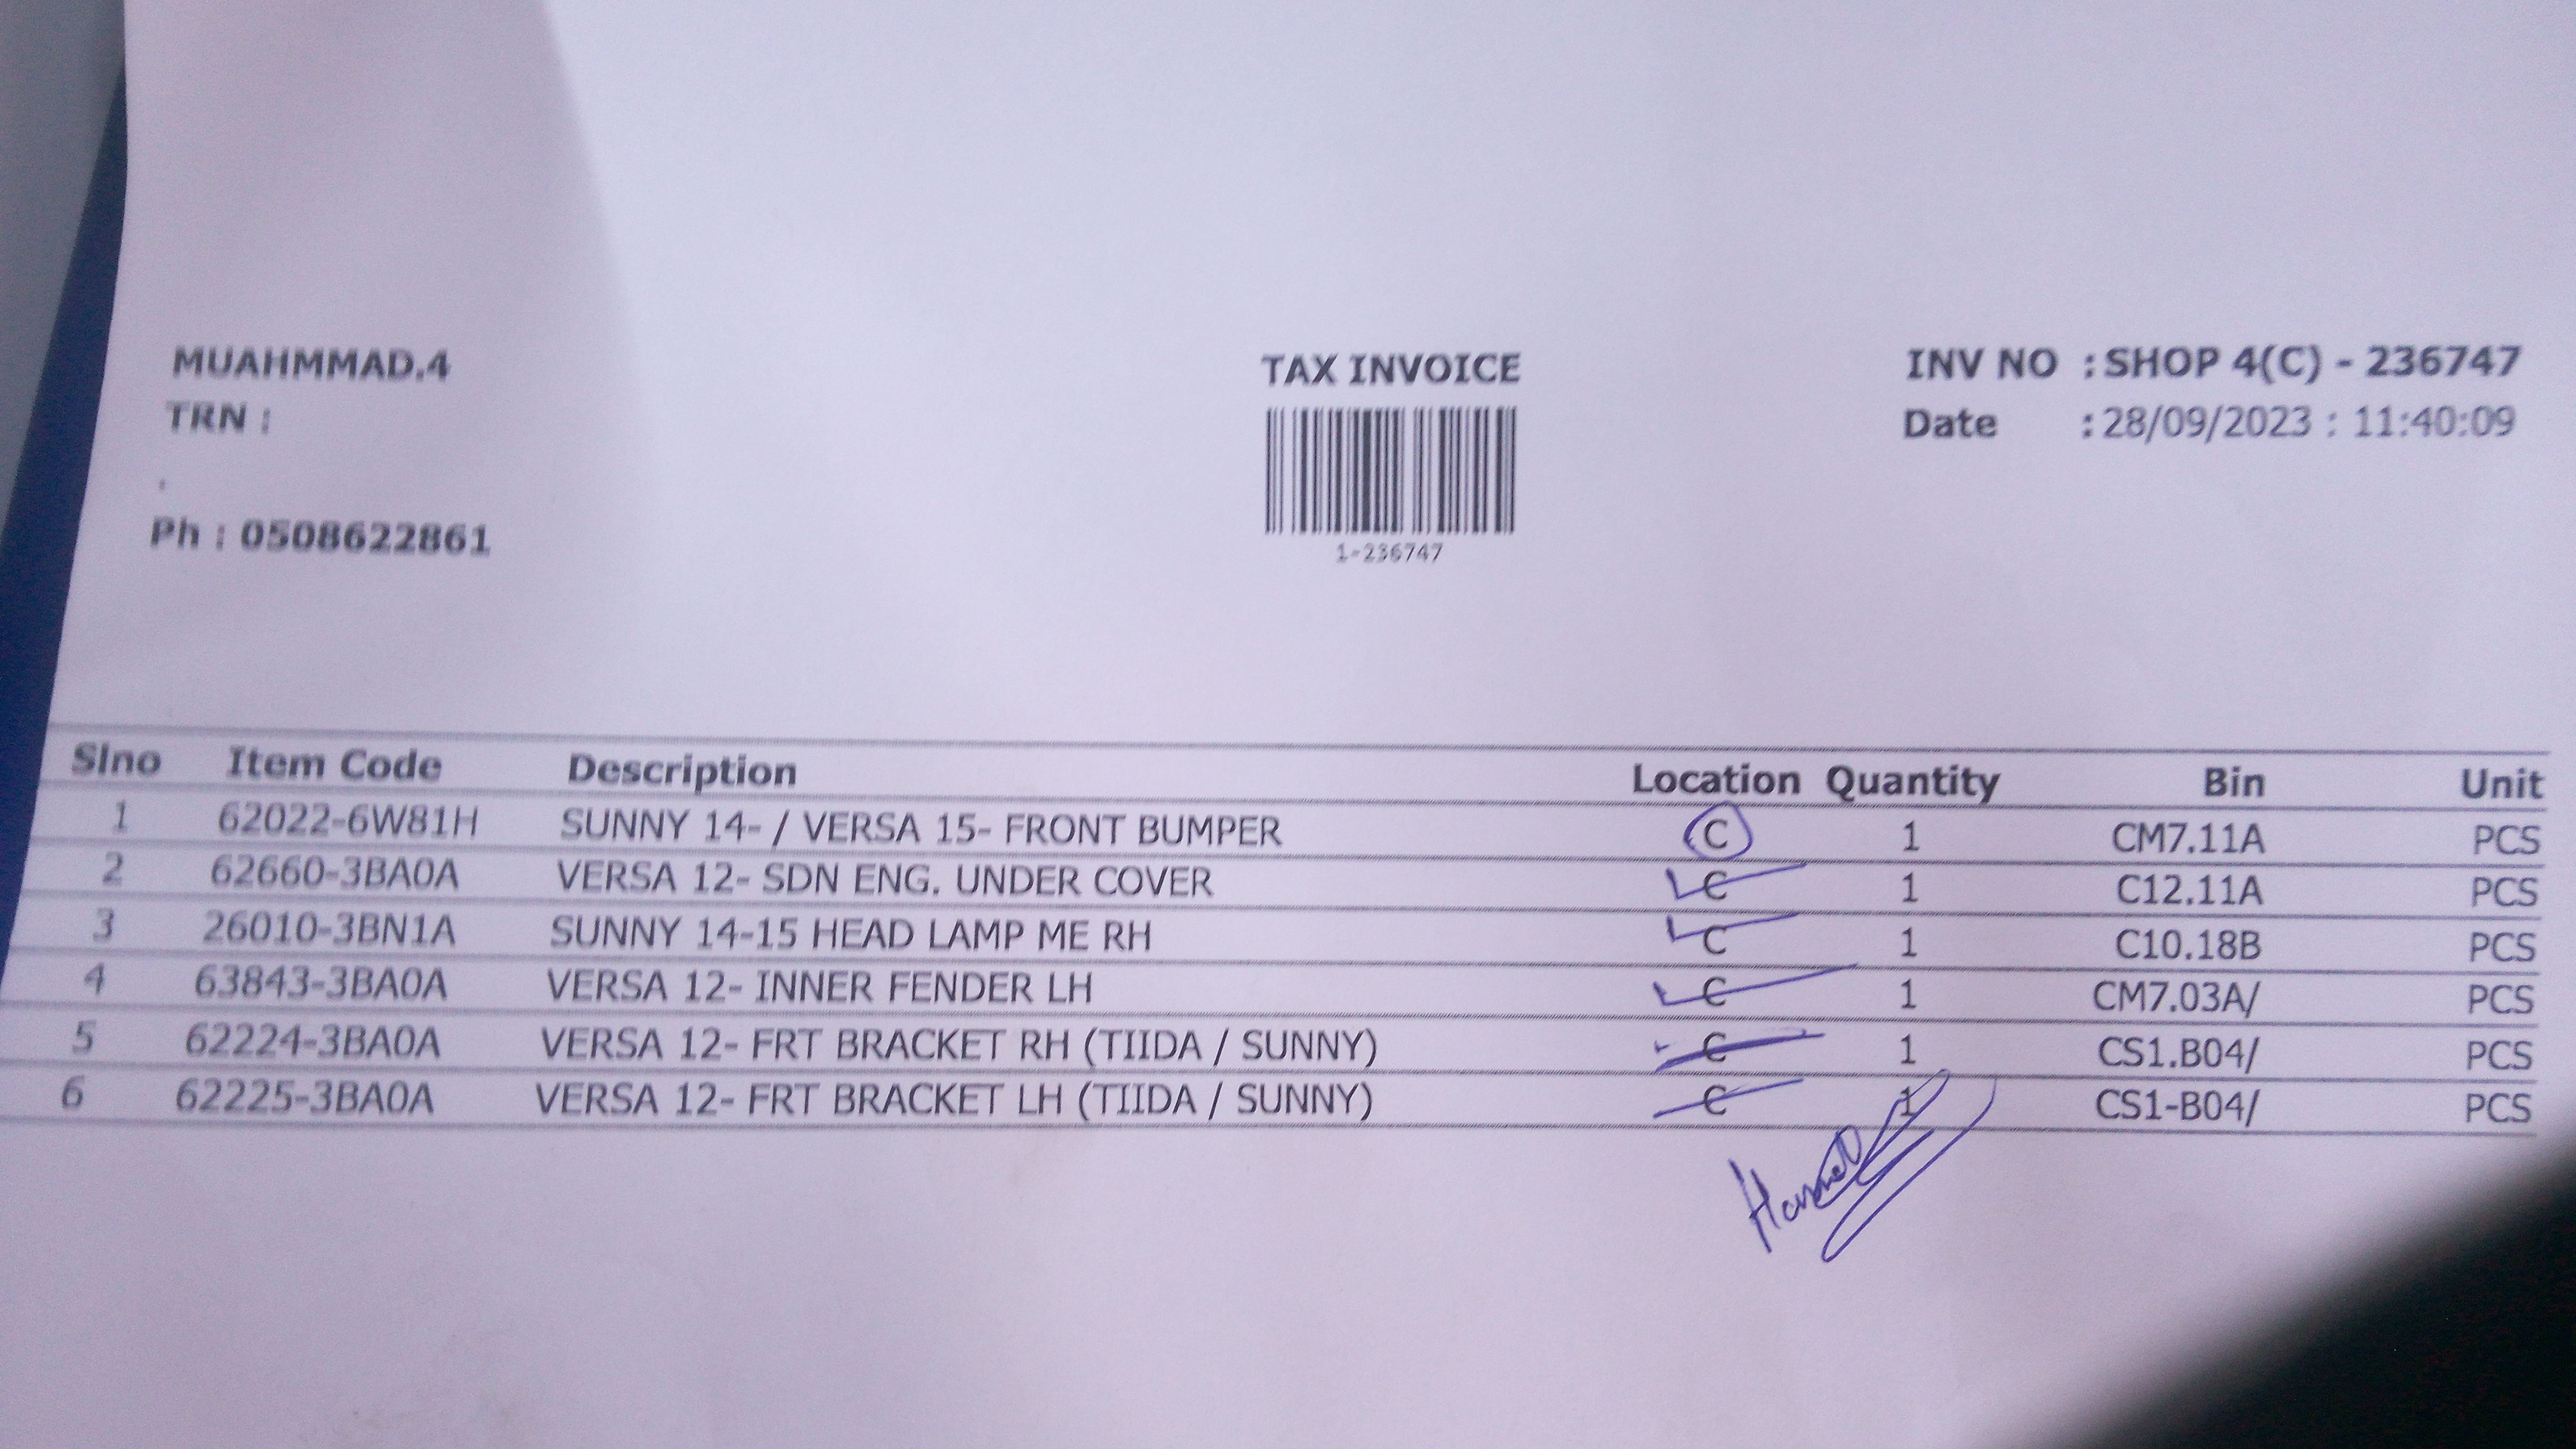 MUAHMMAD.4
TRN :
.
Ph : 0508622861
TAX INVOICE
1-236747
INV NO : SHOP 4(C) - 236747
Date : 28/09/2023 : 11:40:09
Slno Item Code Description Location Quantity Bin Unit
1 62022-6W81H SUNNY 14- / VERSA 15- FRONT BUMPER C 1 CM7.11A PCS
2 62660-3BA0A VERSA 12- SDN ENG. UNDER COVER C 1 C12.11A PCS
3 26010-3BN1A SUNNY 14-15 HEAD LAMP ME RH C 1 C10.18B PCS
4 63843-3BA0A VERSA 12- INNER FENDER LH C 1 CM7.03A/ PCS
5 62224-3BA0A VERSA 12- FRT BRACKET RH (TIIDA / SUNNY) C 1 CS1.B04/ PCS
6 62225-3BA0A VERSA 12- FRT BRACKET LH (TIIDA / SUNNY) C 1 CS1-B04/ PCS